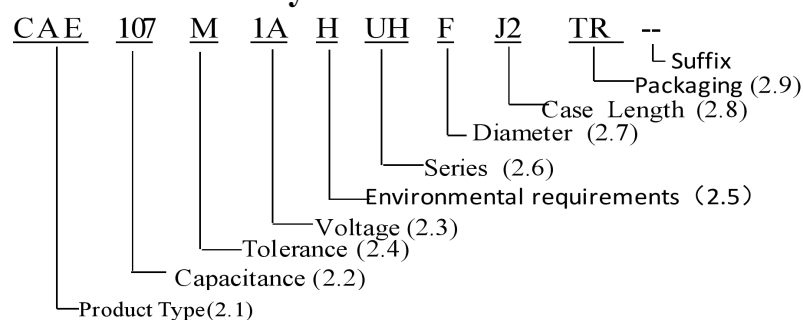 CAE 107 M 1A H UH F J2 TR --
Suffix
Packaging (2.9)
Case Length (2.8)
Diameter (2.7)
Series (2.6)
Environmental requirements（2.5）
Voltage (2.3)
Tolerance (2.4)
Capacitance (2.2)
Product Type(2.1)